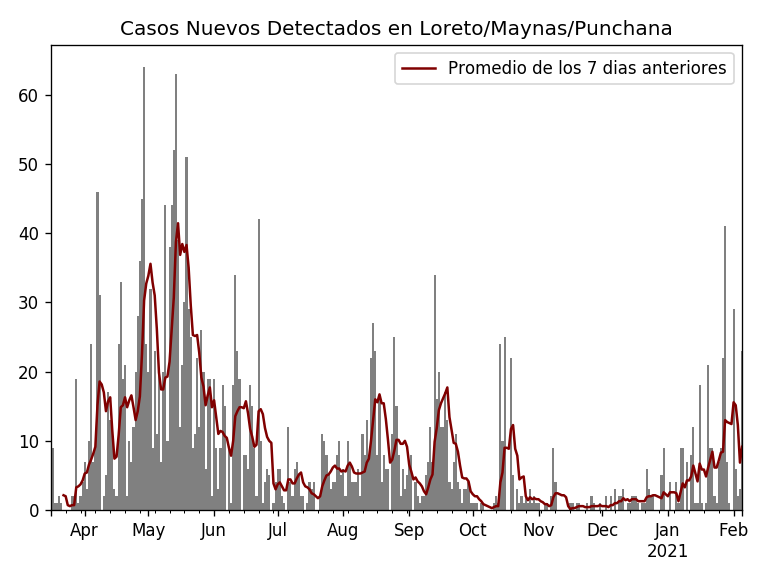 Casos Nuevos Detectados en Loreto/Maynas/Punchana
Promedio de los 7 dias anteriores
60
50
40
30
20
10
0
Apr May Jun Jul Aug Sep Oct Nov Dec Jan Feb
2021